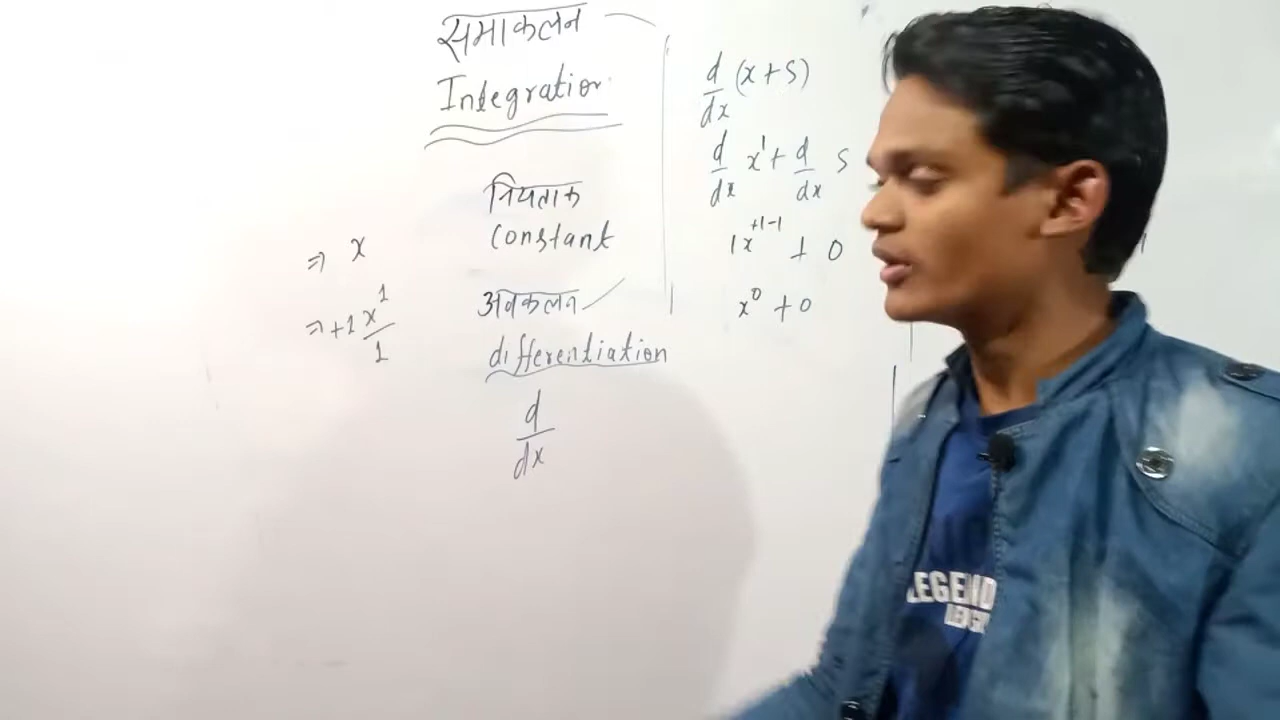 समाकलन
Integration
नियताक
constant
अवकलन
differentiation
d/dx
⇒ x
⇒ +1 x¹/1
d/dx (x + 5)
d/dx x¹ + d/dx 5
1x⁺¹⁻¹ + 0
x⁰ + 0
LEGEND